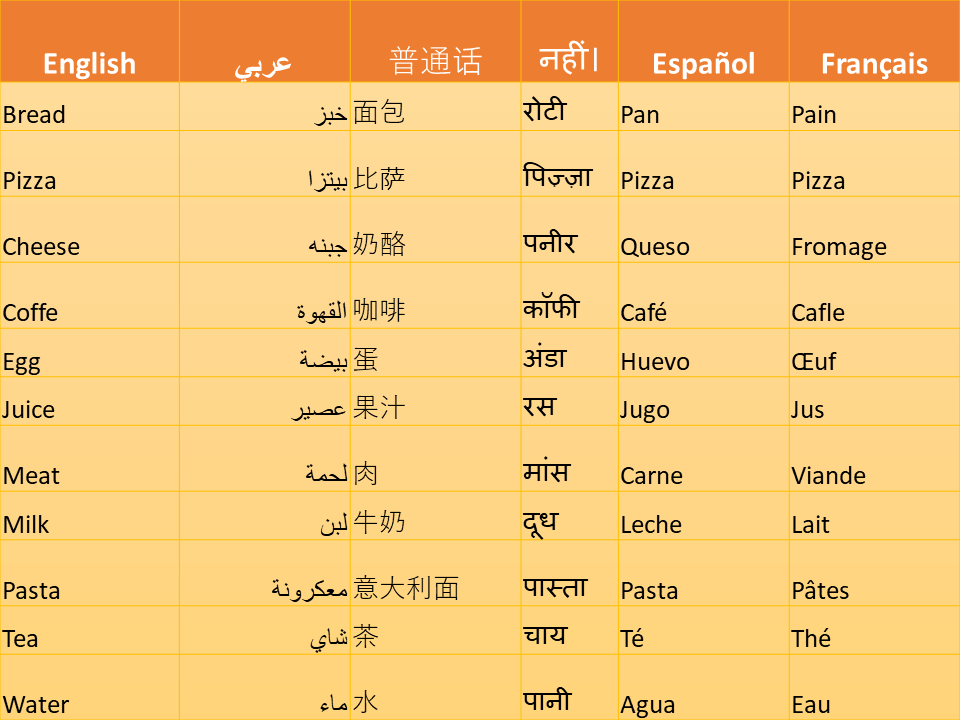 English عربي 普通话 नहीं। Español Français
Bread خبز 面包 रोटी Pan Pain
Pizza بيتزا 比萨 पिज़्ज़ा Pizza Pizza
Cheese جبنه 奶酪 पनीर Queso Fromage
Coffe القهوة 咖啡 कॉफी Café Cafle
Egg بيضة 蛋 अंडा Huevo Œuf
Juice عصير 果汁 रस Jugo Jus
Meat لحمة 肉 मांस Carne Viande
Milk لبن 牛奶 दूध Leche Lait
Pasta معكرونة 意大利面 पास्ता Pasta Pâtes
Tea شاي 茶 चाय Té Thé
Water ماء 水 पानी Agua Eau